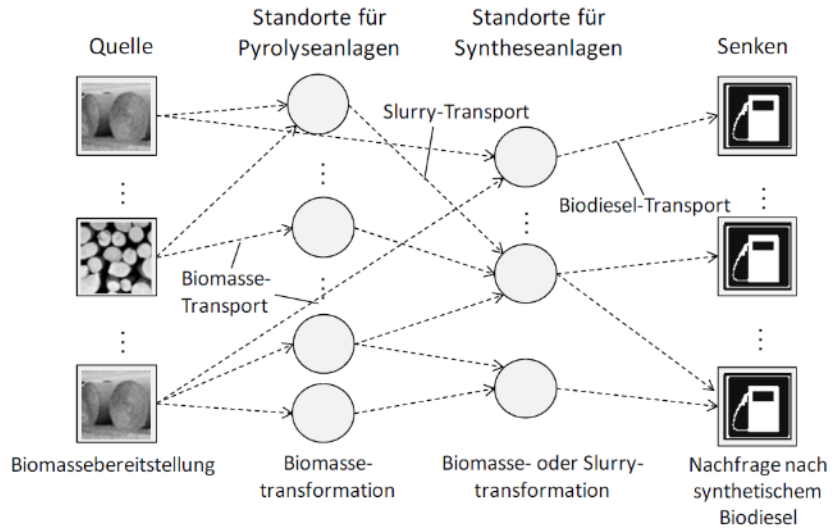 Quelle
Standorte für
Pyrolyseanlagen
Standorte für
Syntheseanlagen
Senken
Slurry-Transport
Biodiesel-Transport
Biomasse-
Transport
Biomassebereitstellung
Biomasse-
transformation
Biomasse- oder Slurry-
transformation
Nachfrage nach
synthetischem
Biodiesel